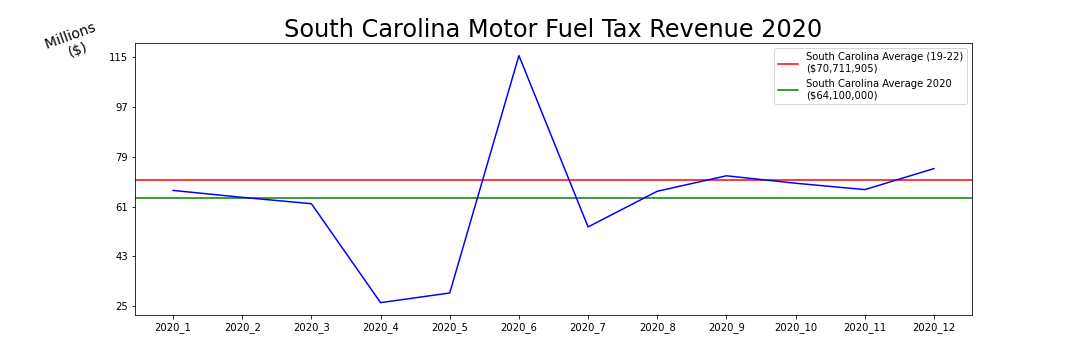 South Carolina Motor Fuel Tax Revenue 2020
Millions
($)
115
97
79
61
43
25
South Carolina Average (19-22)
($70,711,905)
South Carolina Average 2020
($64,100,000)
2020_1 2020_2 2020_3 2020_4 2020_5 2020_6 2020_7 2020_8 2020_9 2020_10 2020_11 2020_12